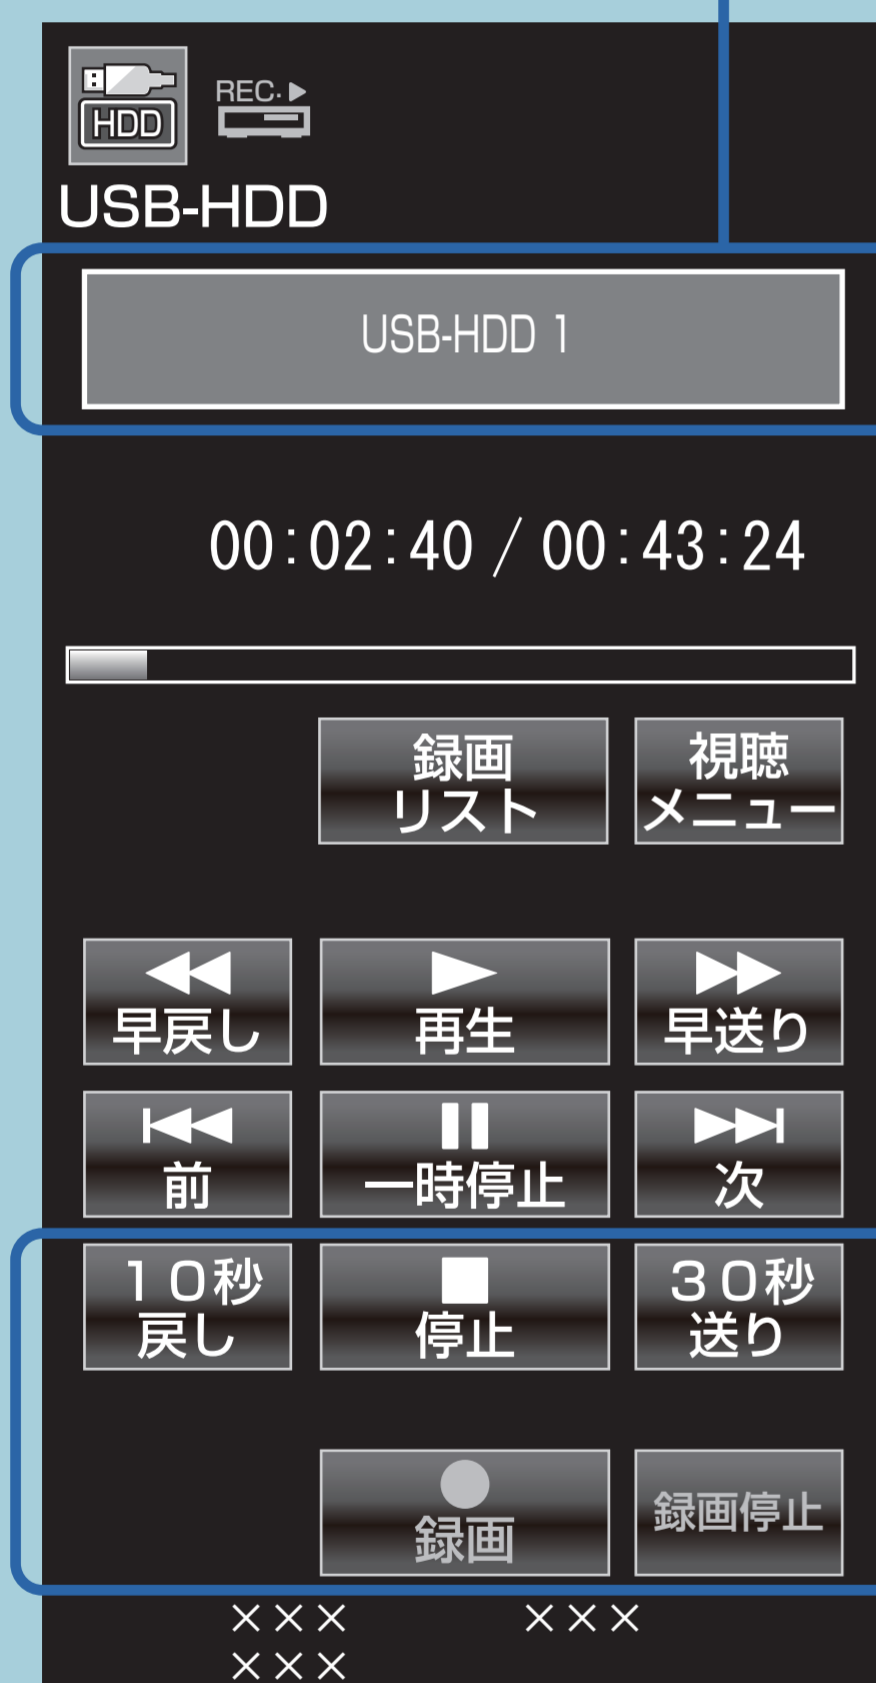 HDD
REC.
USB-HDD
USB-HDD 1
00:02:40 / 00:43:24
録画
リスト
視聴
メニュー
早戻し
再生
早送り
前
一時停止
次
10秒
戻し
停止
30秒
送り
録画
録画停止
××× ×××
×××